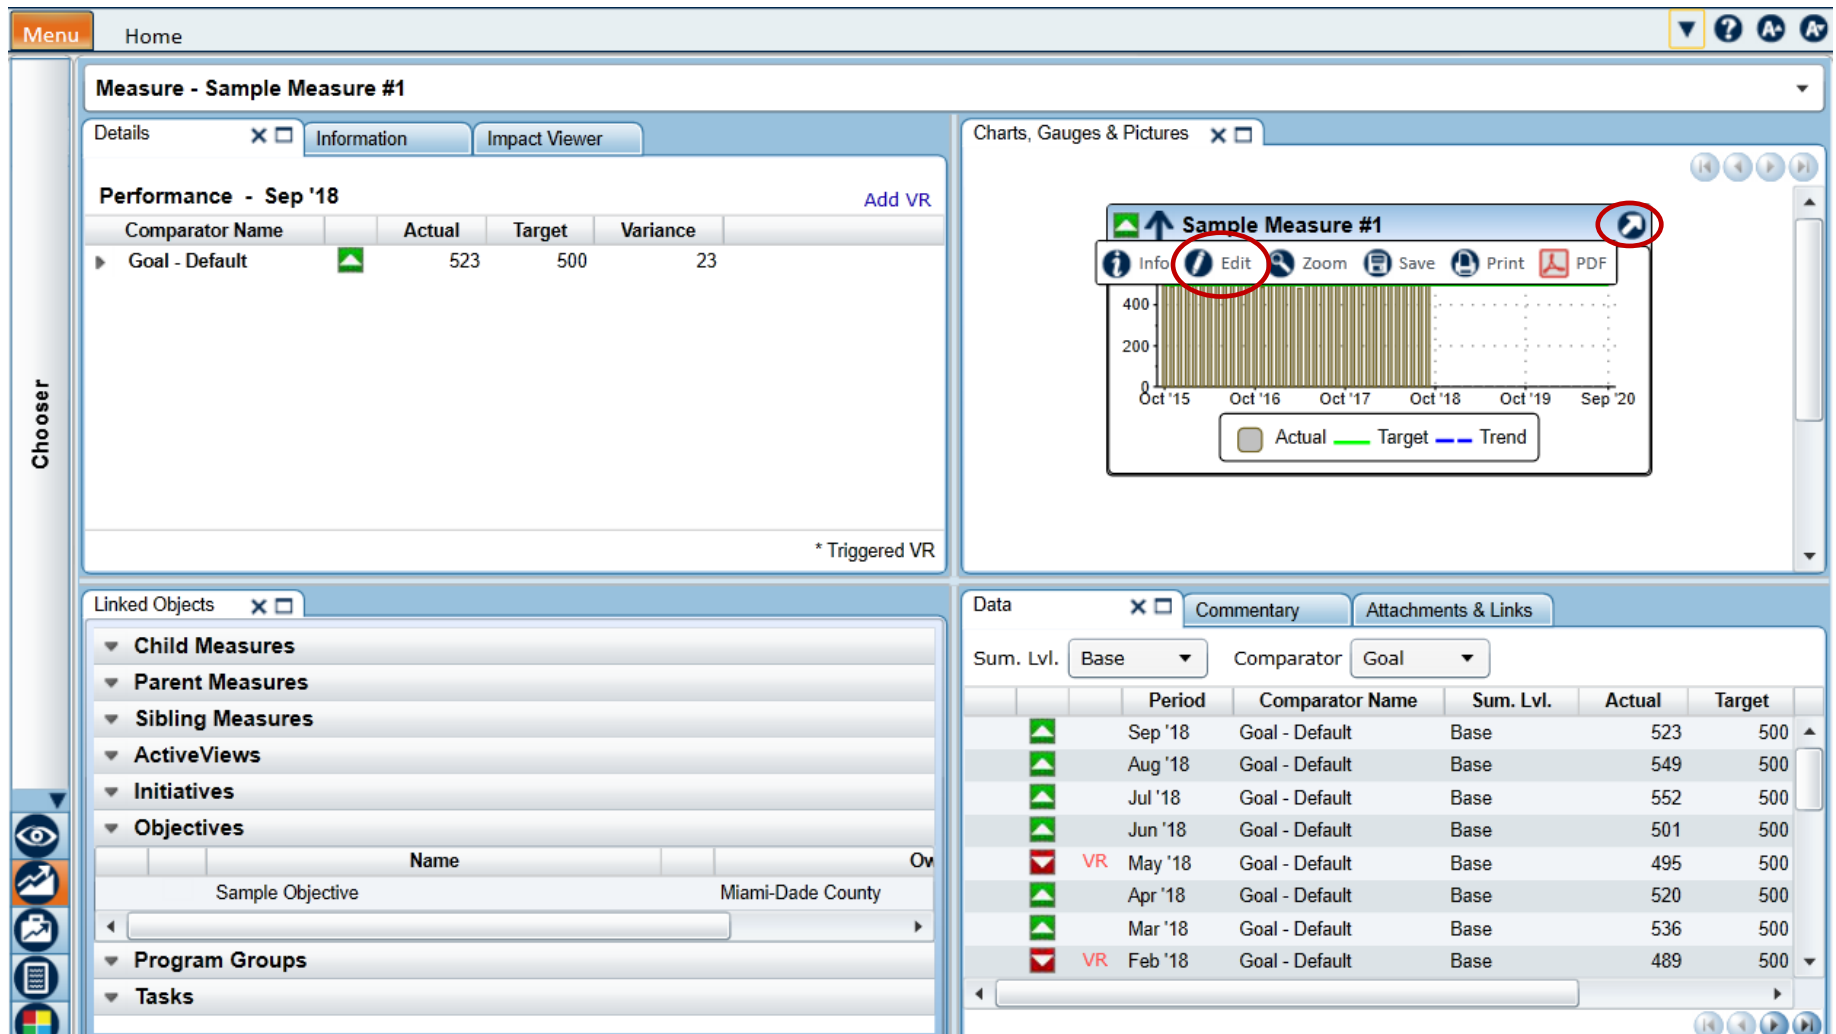 Menu Home
Chooser
Measure - Sample Measure #1
Details Information Impact Viewer
Performance - Sep '18 Add VR
Comparator Name Actual Target Variance
Goal - Default 523 500 23
* Triggered VR
Charts, Gauges & Pictures
Sample Measure #1
Info Edit Zoom Save Print PDF
400
200
0
Oct '15 Oct '16 Oct '17 Oct '18 Oct '19 Sep '20
Actual Target Trend
Linked Objects
Child Measures
Parent Measures
Sibling Measures
ActiveViews
Initiatives
Objectives
Name Ow
Sample Objective Miami-Dade County
Program Groups
Tasks
Data Commentary Attachments & Links
Sum. Lvl. Base Comparator Goal
Period Comparator Name Sum. Lvl. Actual Target
Sep '18 Goal - Default Base 523 500
Aug '18 Goal - Default Base 549 500
Jul '18 Goal - Default Base 552 500
Jun '18 Goal - Default Base 501 500
VR May '18 Goal - Default Base 495 500
Apr '18 Goal - Default Base 520 500
Mar '18 Goal - Default Base 536 500
VR Feb '18 Goal - Default Base 489 500